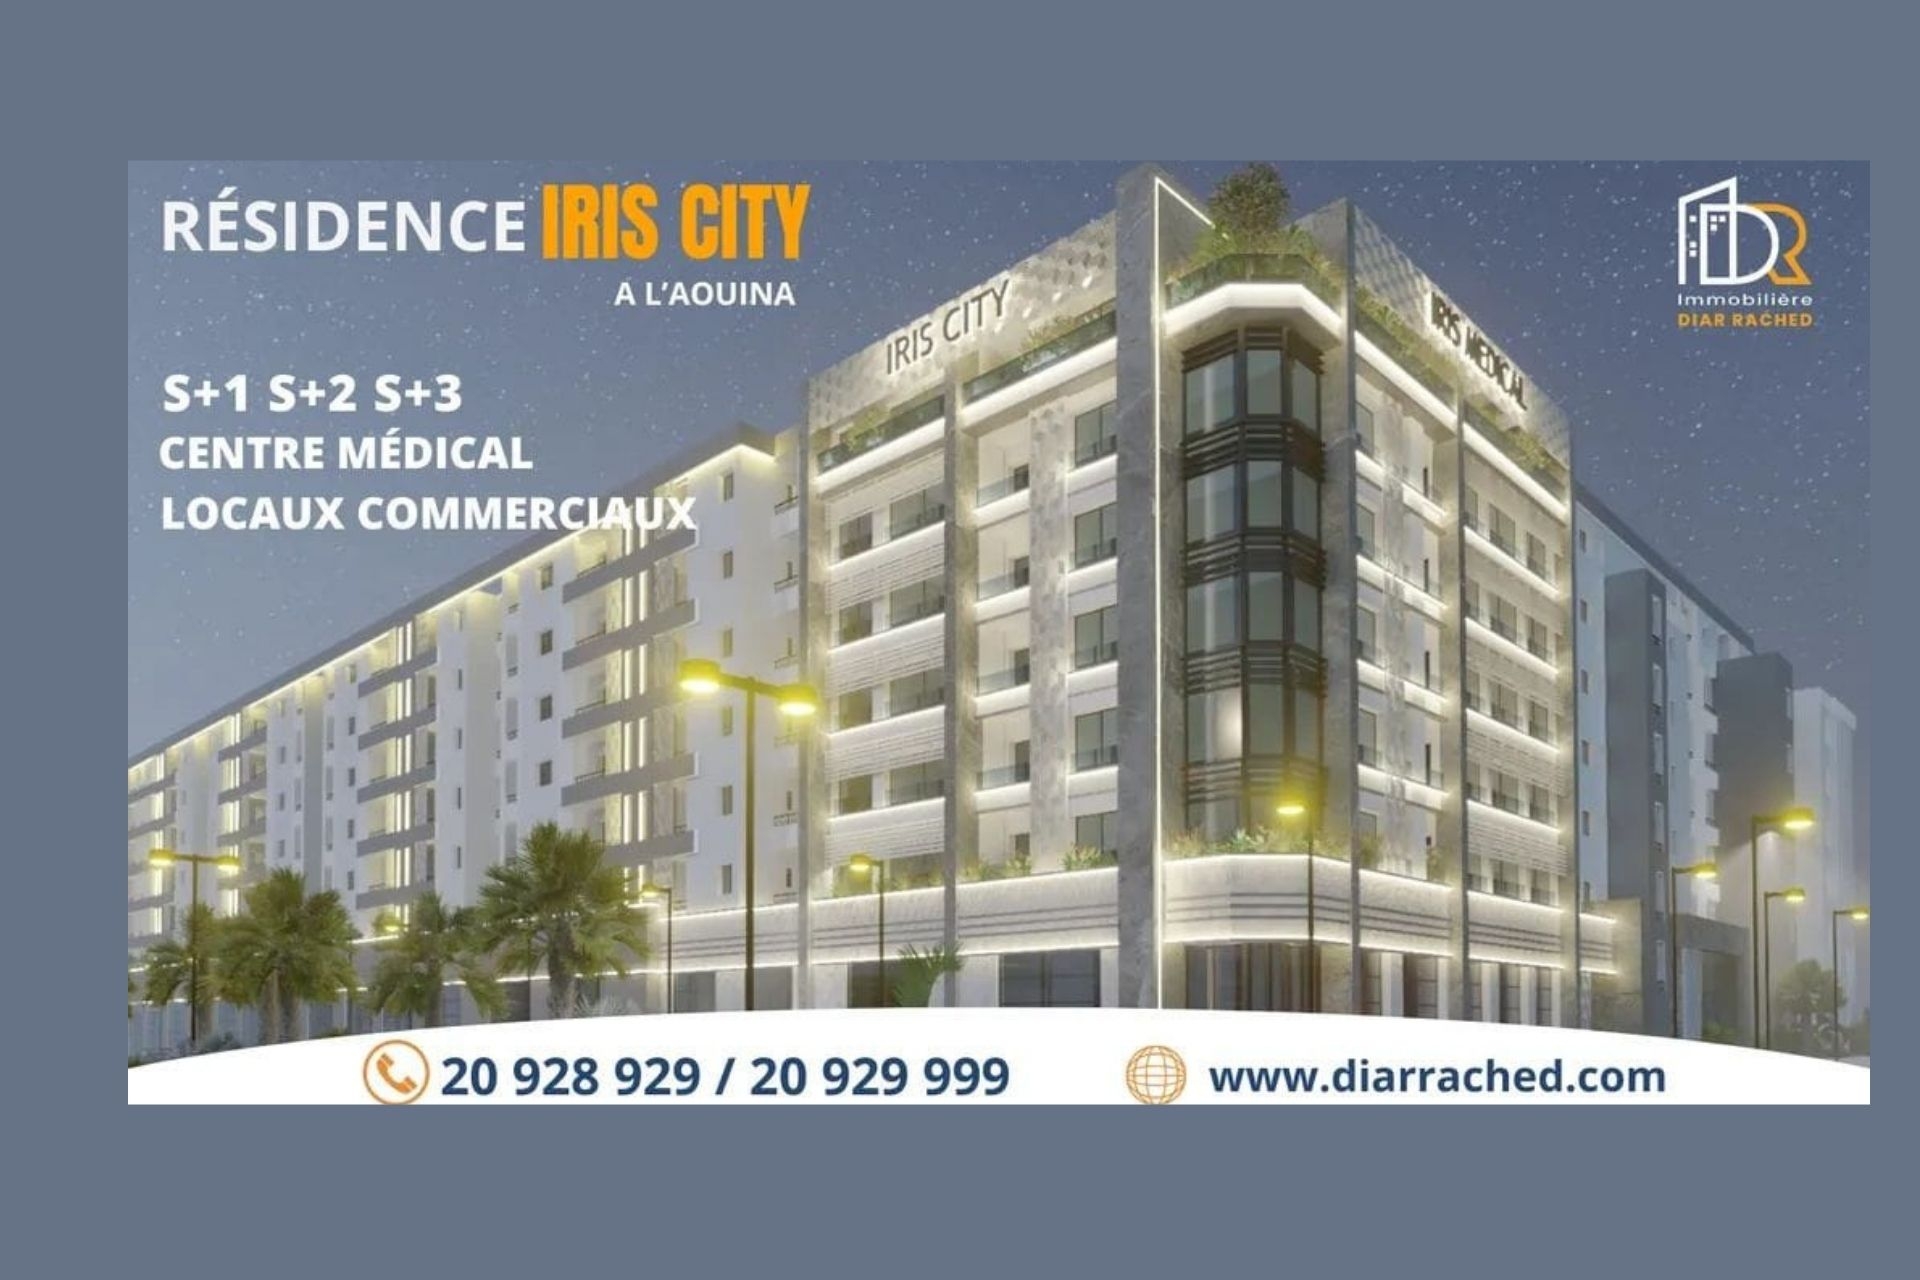 RÉSIDENCE IRIS CITY
A L'AOUINA
S+1 S+2 S+3
CENTRE MÉDICAL
LOCAUX COMMERCIAUX
IRIS CITY
IRIS MEDICAL
DR
Immobilière
DIAR RACHED
20 928 929 / 20 929 999
www.diarrached.com